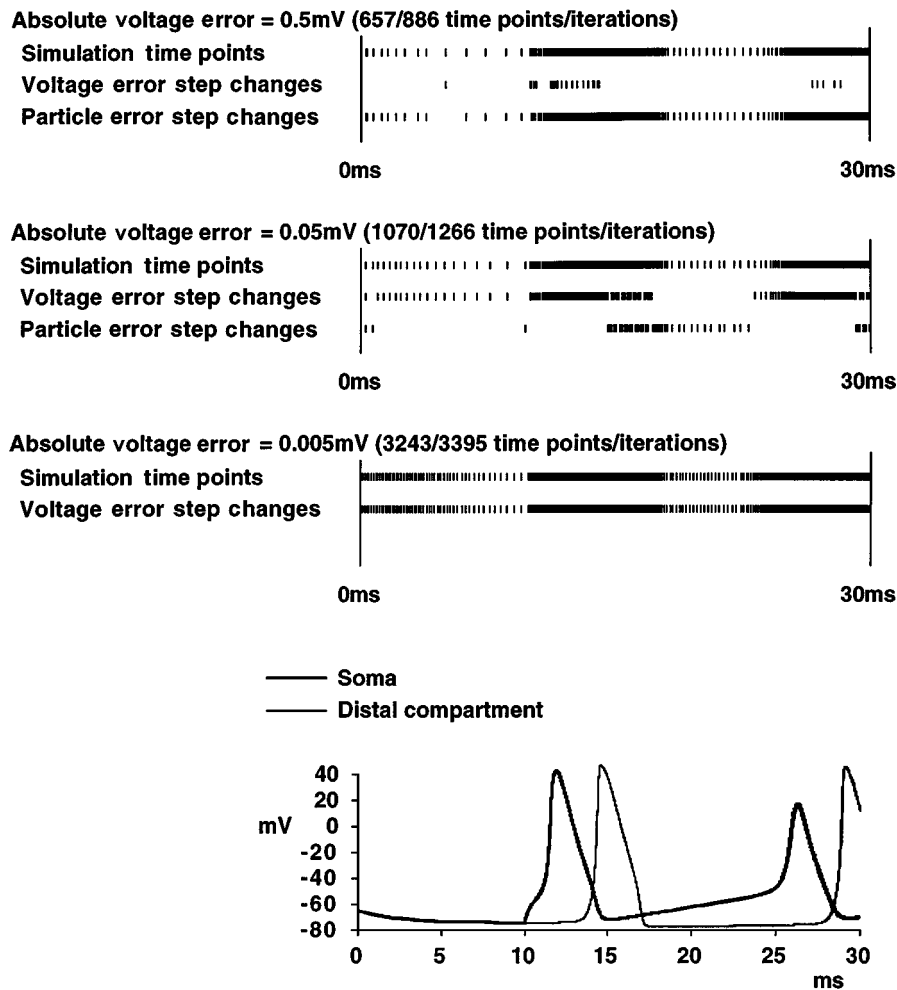 Absolute voltage error = 0.5mV (657/886 time points/iterations)
Simulation time points
Voltage error step changes
Particle error step changes
0ms 30ms
Absolute voltage error = 0.05mV (1070/1266 time points/iterations)
Simulation time points
Voltage error step changes
Particle error step changes
0ms 30ms
Absolute voltage error = 0.005mV (3243/3395 time points/iterations)
Simulation time points
Voltage error step changes
0ms 30ms
Soma
Distal compartment
40
20
mV 0
-20
-40
-60
-80
0 5 10 15 20 25 30
ms